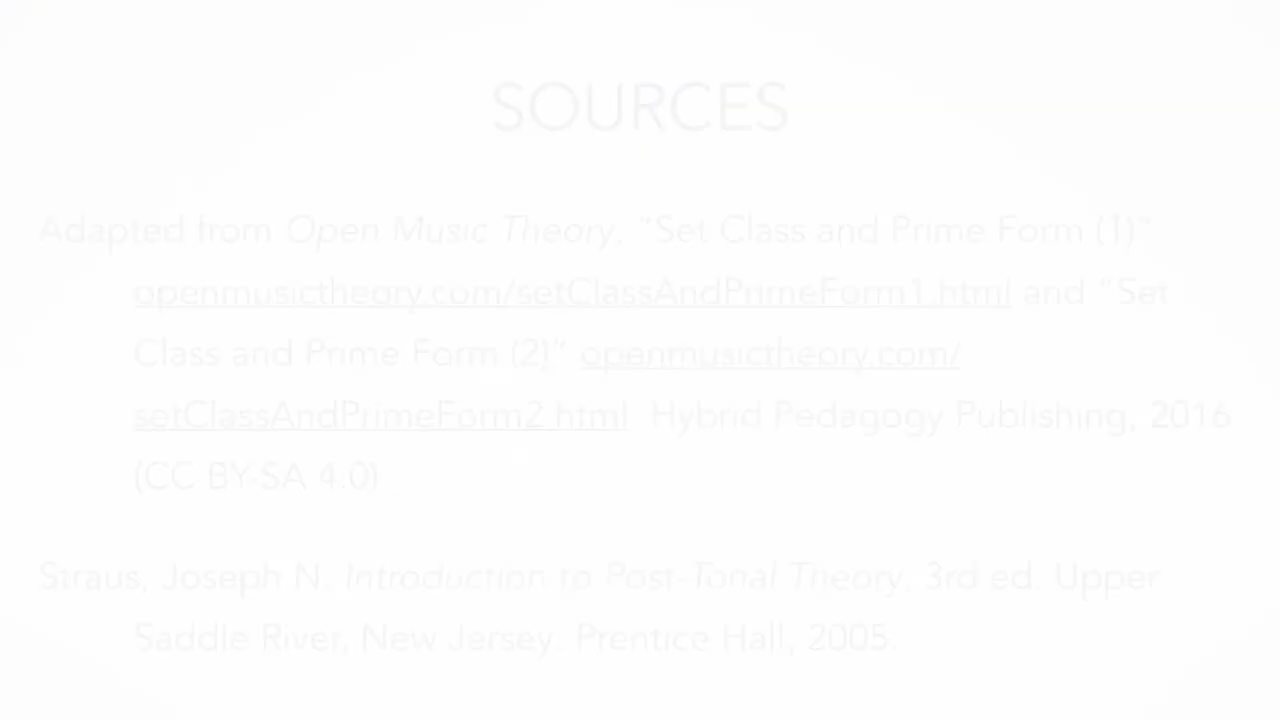 SOURCES
Adapted from Open Music Theory, "Set Class and Prime Form (1)"
openmusictheory.com/setClassAndPrimeForm1.html and "Set
Class and Prime Form (2)" openmusictheory.com/
setClassAndPrimeForm2.html. Hybrid Pedagogy Publishing, 2016
(CC BY-SA 4.0).
Straus, Joseph N. Introduction to Post-Tonal Theory, 3rd ed. Upper
Saddle River, New Jersey: Prentice Hall, 2005.